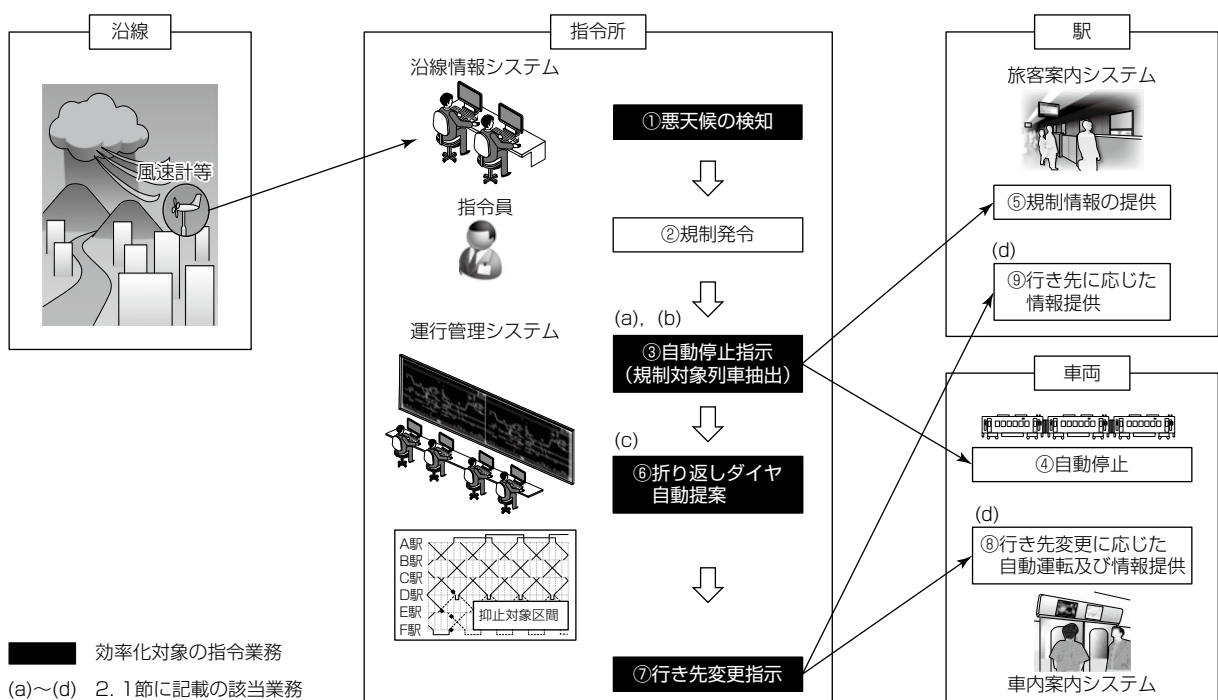 沿線
風速計等
指令所
沿線情報システム
指令員
運行管理システム
A駅
B駅
C駅
D駅
E駅
F駅
抑止対象区間
①悪天候の検知
②規制発令
(a),(b)
③自動停止指示
(規制対象列車抽出)
(c)
⑥折り返しダイヤ
自動提案
⑦行き先変更指示
駅
旅客案内システム
⑤規制情報の提供
(d)
⑨行き先に応じた
情報提供
車両
④自動停止
(d)
⑧行き先変更に応じた
自動運転及び情報提供
車内案内システム
効率化対象の指令業務
(a)~(d) 2. 1節に記載の該当業務